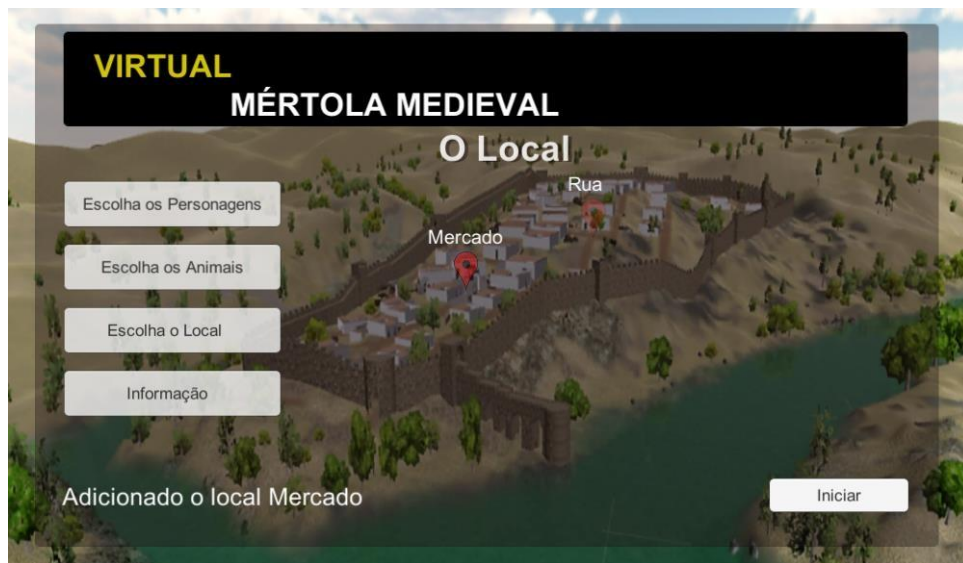 VIRTUAL
MÉRTOLA MEDIEVAL
O Local
Rua
Escolha os Personagens
Mercado
Escolha os Animais
Escolha o Local
Informação
Adicionado o local Mercado
Iniciar